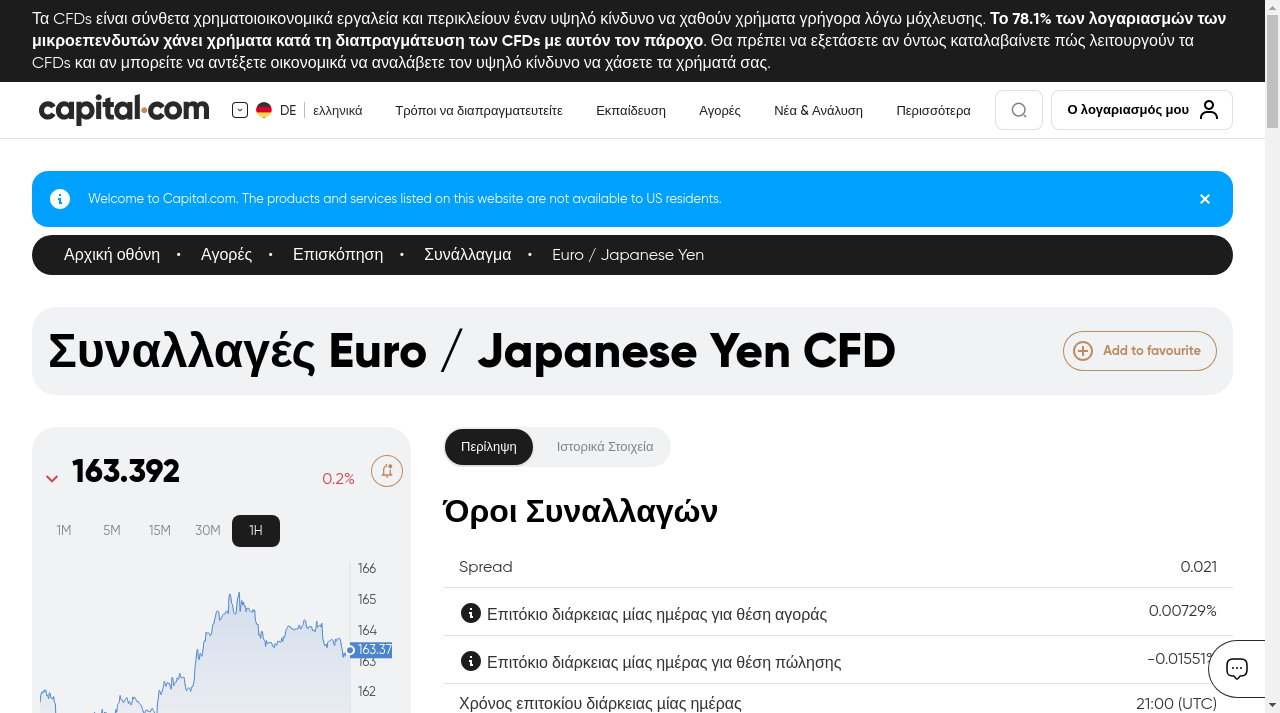 Τα CFDs είναι σύνθετα χρηματοιοικονομικά εργαλεία και περικλείουν έναν υψηλό κίνδυνο να χαθούν χρήματα γρήγορα λόγω μόχλευσης. Το 78.1% των λογαριασμών των
μικροεπενδυτών χάνει χρήματα κατά τη διαπραγμάτευση των CFDs με αυτόν τον πάροχο. Θα πρέπει να εξετάσετε αν όντως καταλαβαίνετε πώς λειτουργούν τα
CFDs και αν μπορείτε να αντέξετε οικονομικά να αναλάβετε τον υψηλό κίνδυνο να χάσετε τα χρήματά σας.
capital.com DE ελληνικά Τρόποι να διαπραγματευτείτε Εκπαίδευση Αγορές Νέα & Ανάλυση Περισσότερα Ο λογαριασμός μου
Welcome to Capital.com. The products and services listed on this website are not available to US residents.
Αρχική οθόνη • Αγορές • Επισκόπηση • Συνάλλαγμα • Euro / Japanese Yen
Συναλλαγές Euro / Japanese Yen CFD
Add to favourite
163.392 0.2%
1M 5M 15M 30M 1H
166
165
164
163.37
163
162
Περίληψη Ιστορικά Στοιχεία
Όροι Συναλλαγών
Spread 0.021
Επιτόκιο διάρκειας μίας ημέρας για θέση αγοράς 0.00729%
Επιτόκιο διάρκειας μίας ημέρας για θέση πώλησης -0.01551%
Χρόνος επιτοκίου διάρκειας μίας ημέρας 21:00 (UTC)